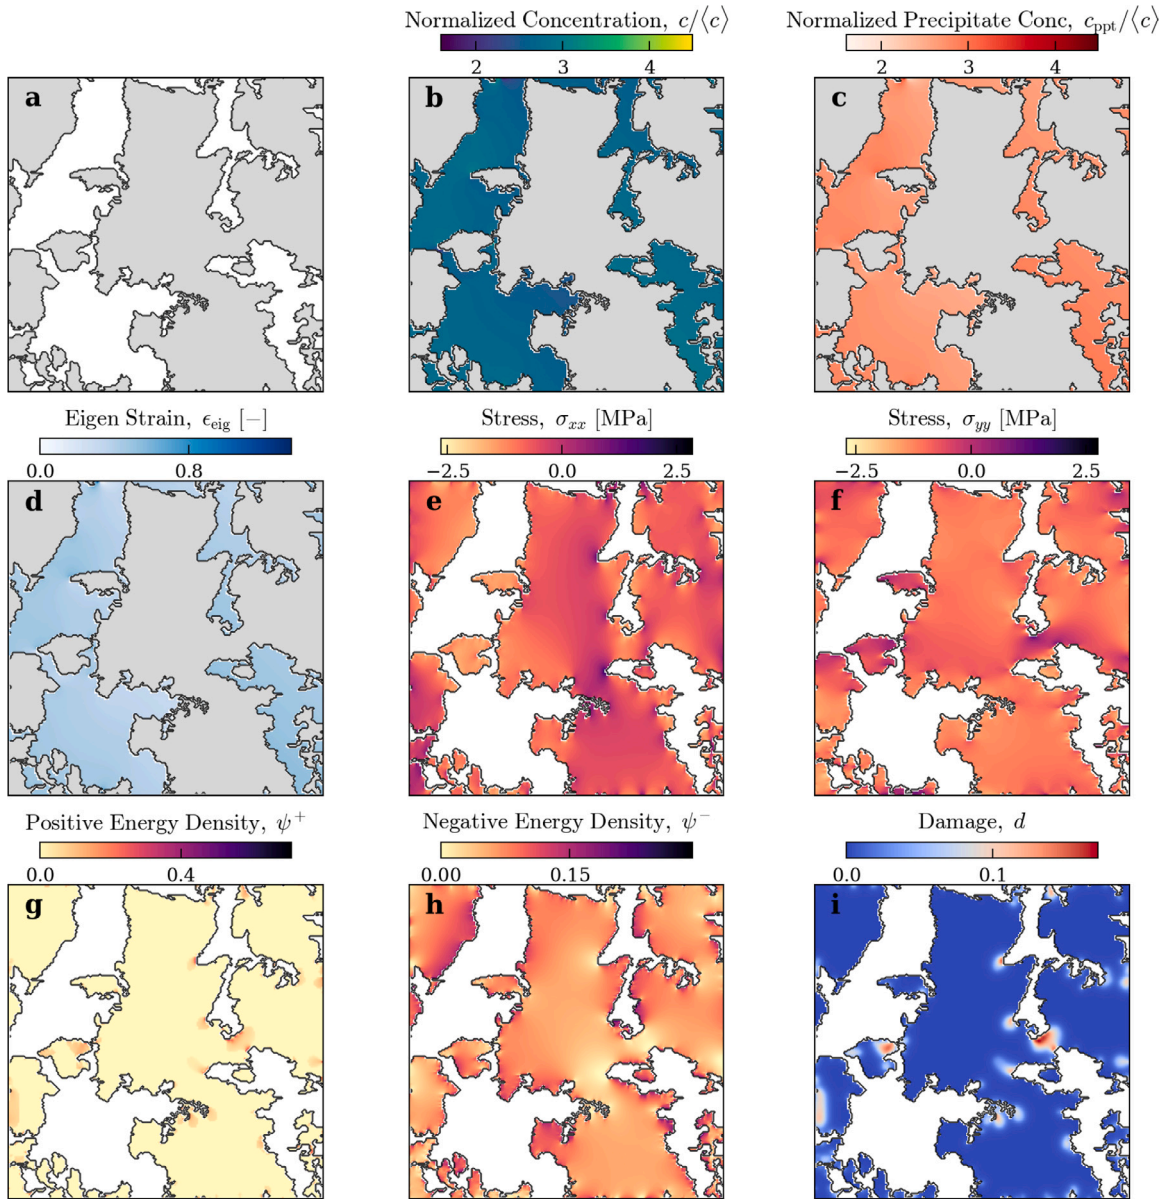 Normalized Concentration, c/⟨c⟩
2 3 4
Normalized Precipitate Conc, c_ppt/⟨c⟩
2 3 4
a
b
c
Eigen Strain, ϵ_eig [−]
0.0 0.8
Stress, σ_xx [MPa]
−2.5 0.0 2.5
Stress, σ_yy [MPa]
−2.5 0.0 2.5
d
e
f
Positive Energy Density, ψ⁺
0.0 0.4
Negative Energy Density, ψ⁻
0.00 0.15
Damage, d
0.0 0.1
g
h
i